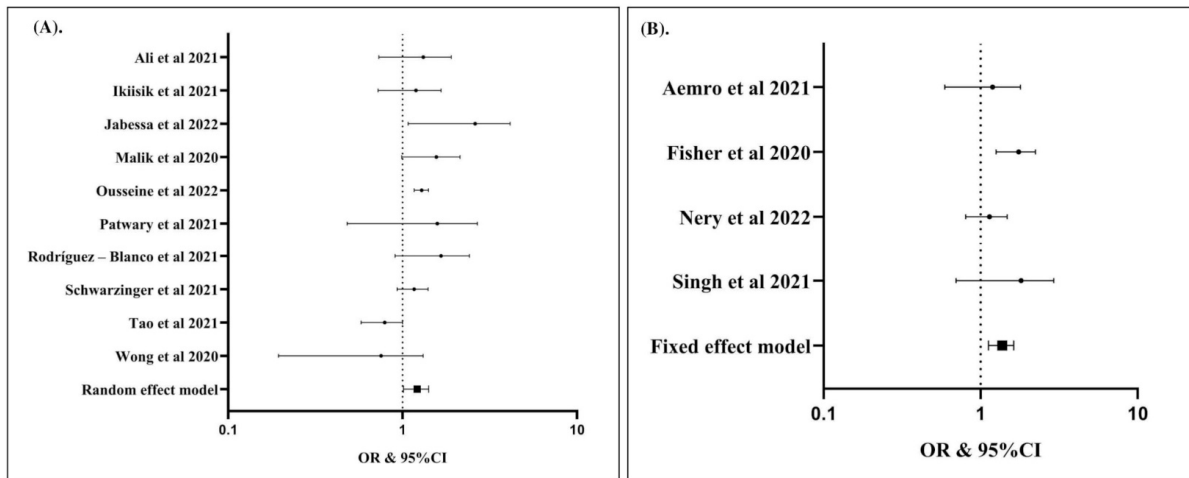 (A).
Ali et al 2021
Ikiisik et al 2021
Jabessa et al 2022
Malik et al 2020
Ousseine et al 2022
Patwary et al 2021
Rodríguez – Blanco et al 2021
Schwarzinger et al 2021
Tao et al 2021
Wong et al 2020
Random effect model
0.1 1 10
OR & 95%CI
(B).
Aemro et al 2021
Fisher et al 2020
Nery et al 2022
Singh et al 2021
Fixed effect model
0.1 1 10
OR & 95%CI